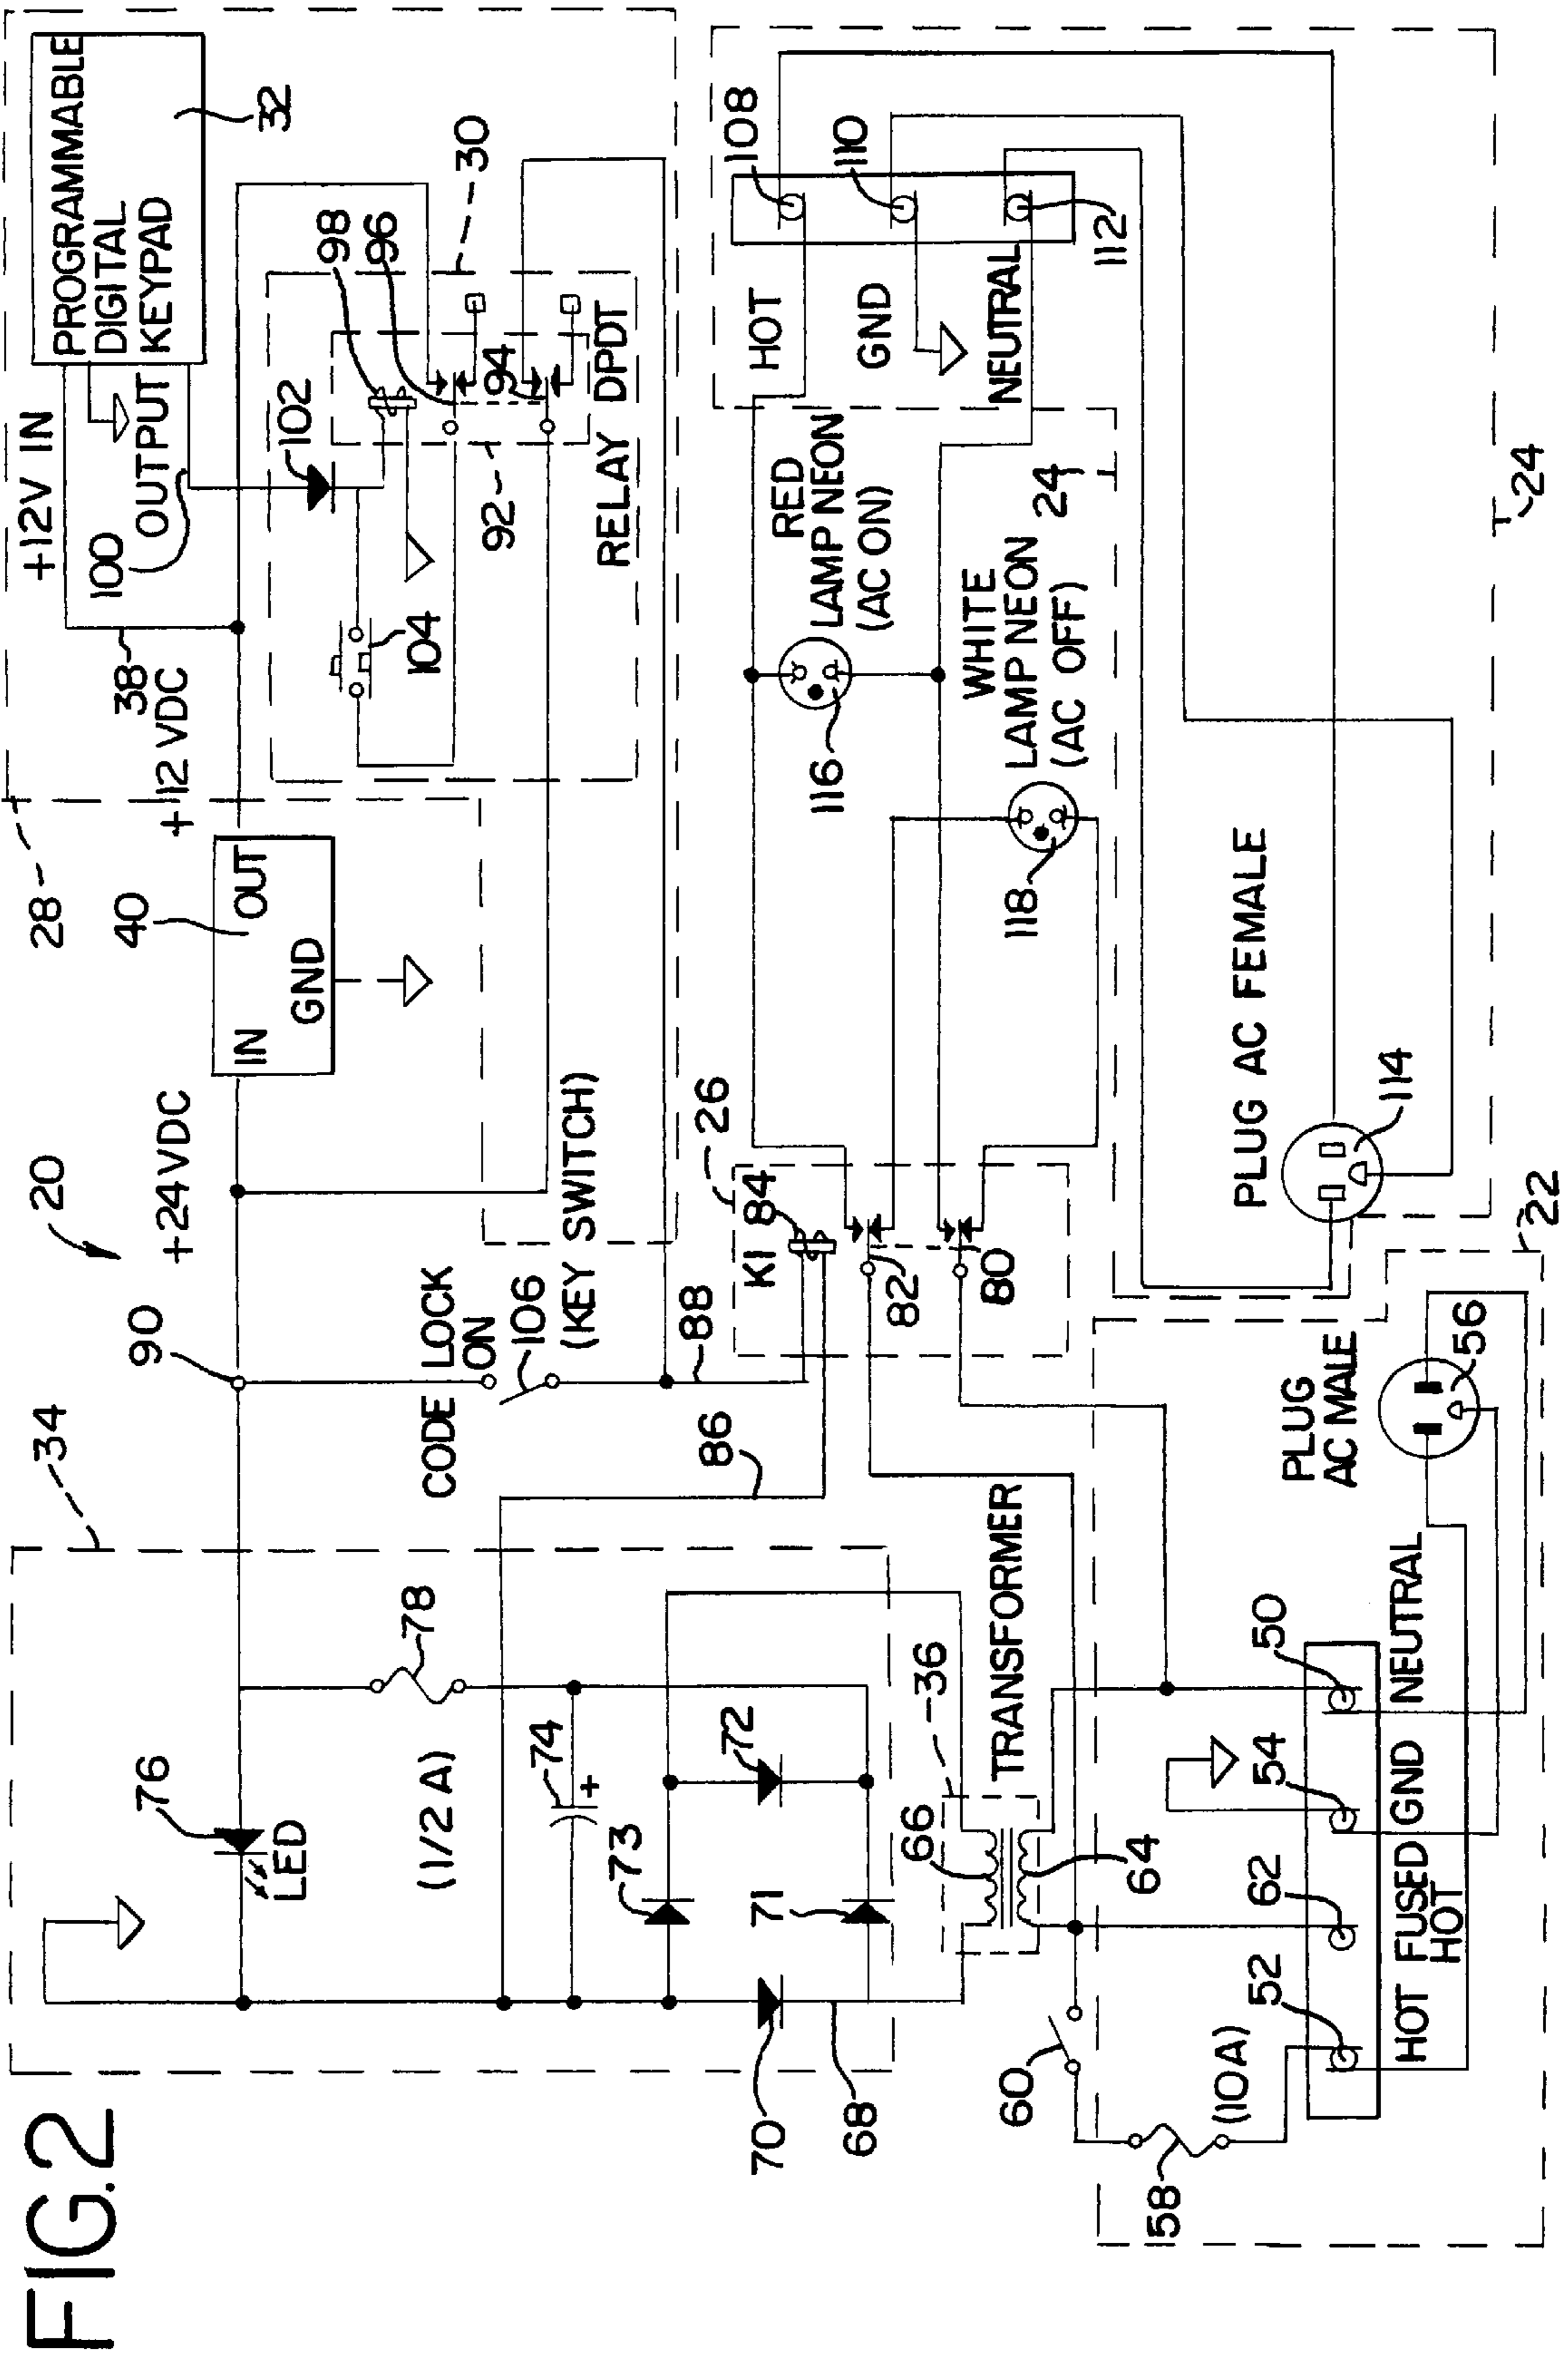 FIG.2
20
34
76
LED
78
(1/2 A)
74
+
73
72
71
70
68
66
36
TRANSFORMER
64
60
58
(10A)
52
62
54
50
HOT FUSED GND NEUTRAL
HOT
PLUG
AC MALE
56
22
90
+24 VDC
CODE LOCK
ON
106
(KEY SWITCH)
86
88
K1 84
26
82
80
28
40
IN
OUT
GND
+12 VDC
38
+12V IN
100
OUTPUT
PROGRAMMABLE
DIGITAL
KEYPAD
32
102
104
98
96
30
94
92
RELAY DPDT
RED
LAMP NEON
(AC ON)
116
WHITE
LAMP NEON
(AC OFF)
118
24
HOT
GND
NEUTRAL
108
110
112
PLUG AC FEMALE
114
24